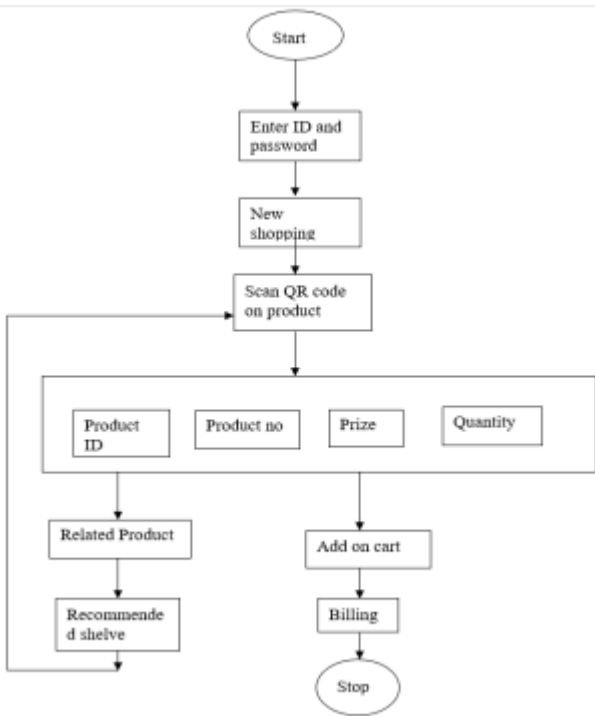 Start
Enter ID and
password
New
shopping
Scan QR code
on product
Product
ID
Product no
Prize
Quantity
Related Product
Add on cart
Recommende
d shelve
Billing
Stop